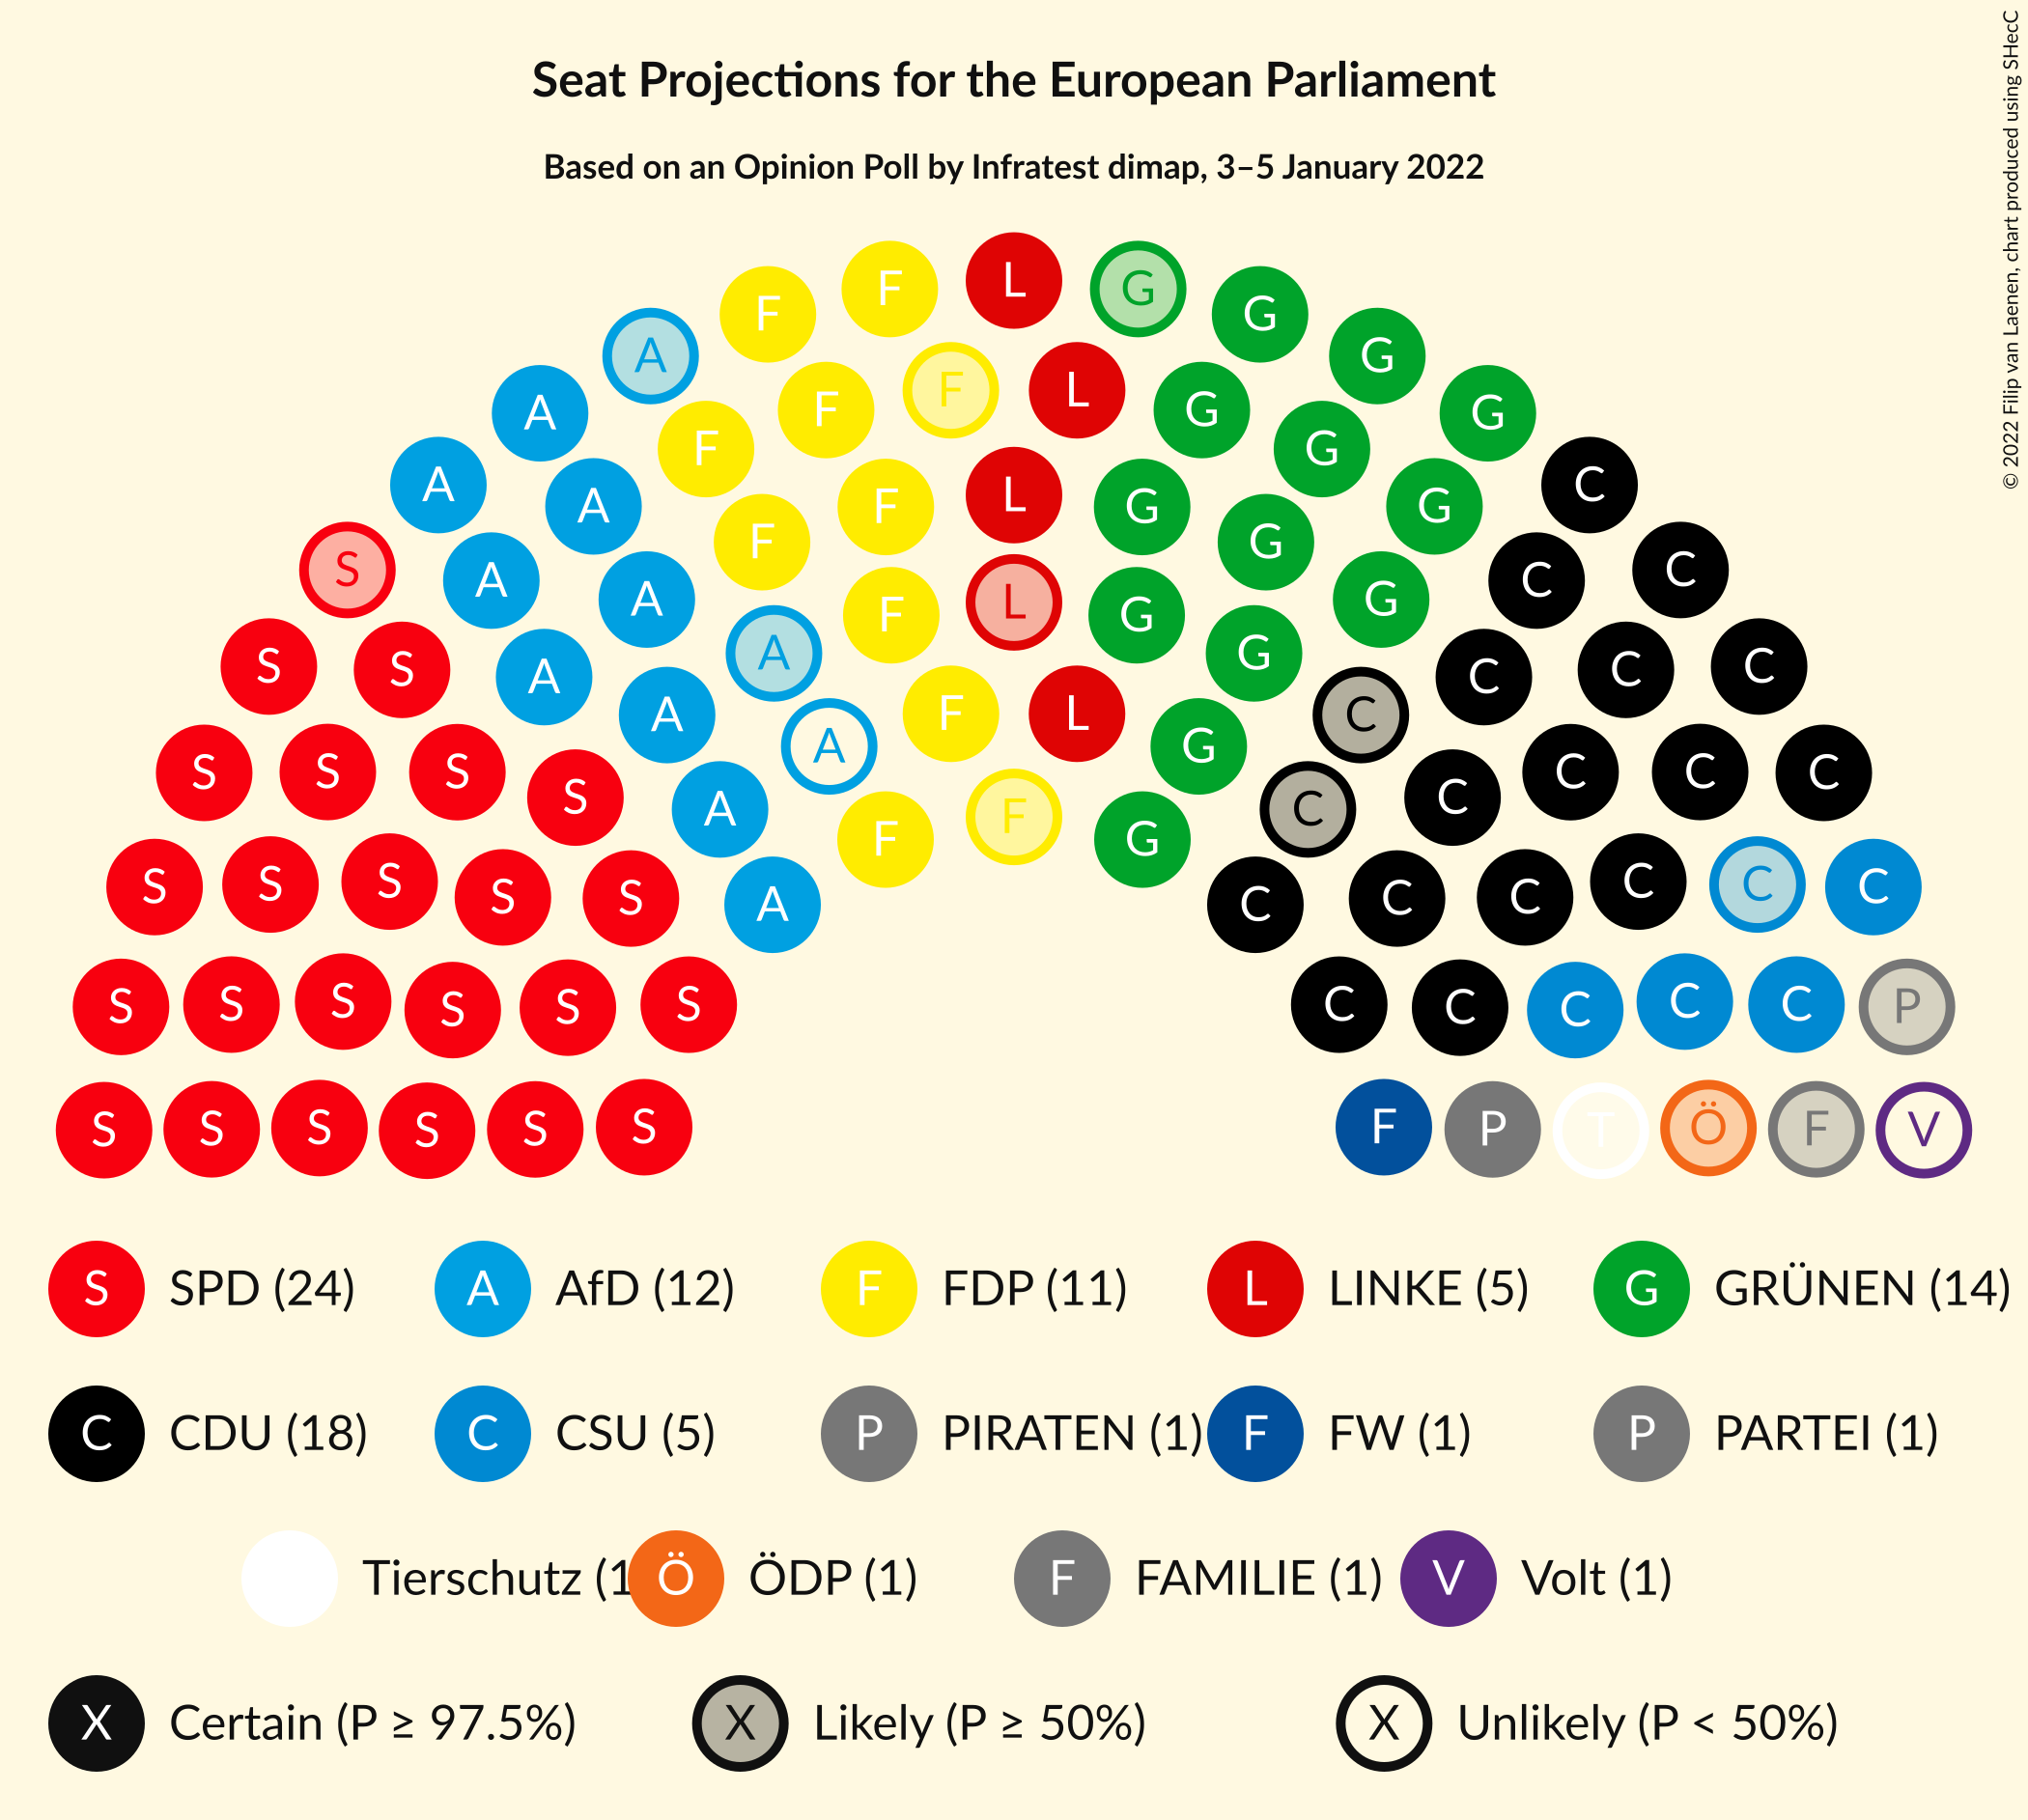 Seat Projections for the European Parliament
Based on an Opinion Poll by Infratest dimap, 3–5 January 2022
© 2022 Filip van Laenen, chart produced using SHecC
L
F G
F G
A G
F L
A F G G
F G
A L C
A F G
F G
S A G C C
A F L G C
A G
S S A F L G C C C
A A C
S S S S A G C C C C
A C
F F G
S S S S S A C C C C C C
S S S S S S C C C C C P
S S S S S S F P T Ö F V
S SPD (24) A AfD (12) F FDP (11) L LINKE (5) G GRÜNEN (14)
C CDU (18) C CSU (5) P PIRATEN (1) F FW (1) P PARTEI (1)
Tierschutz (1 Ö ÖDP (1) F FAMILIE (1) V Volt (1)
X Certain (P ≥ 97.5%) X Likely (P ≥ 50%) X Unlikely (P < 50%)